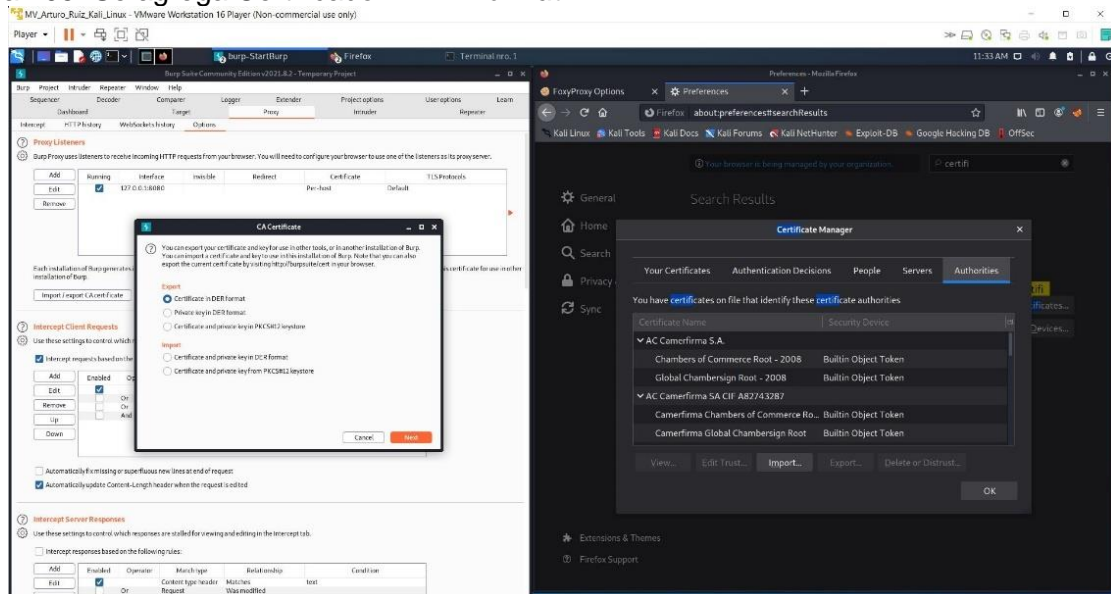 MV_Arturo_Ruiz_Kali_Linux - VMware Workstation 16 Player (Non-commercial use only)
Player
burp-StartBurp
Firefox
Terminal nro. 1
11:33 AM
Burp Suite Community Edition v2021.8.2 - Temporary Project
Burp Project Intruder Repeater Window Help
Sequencer Decoder Comparer Logger Extender Project options User options Learn
Dashboard Target Proxy Intruder Repeater
Intercept HTTP history WebSockets history Options
Proxy Listeners
Burp Proxy uses listeners to receive incoming HTTP requests from your browser. You will need to configure your browser to use one of the listeners as its proxy server.
Add Running Interface Invisible Redirect Certificate TLS Protocols
Edit 127.0.0.1:8080 Per-host Default
Remove
Each installation of Burp generates
installation of Burp.
is certificate for use in other
Import / export CA certificate
Intercept Client Requests
Use these settings to control which
Intercept requests based on the
Add Enabled Op
Edit
Remove Or
Up Or
Down And
Automatically fix missing or superfluous new lines at end of request
Automatically update Content-Length header when the request is edited
Intercept Server Responses
Use these settings to control which responses are stalled for viewing and editing in the Intercept tab.
Intercept responses based on the following rules:
Add Enabled Operator Match type Relationship Condition
Edit Content type header Matches text
Or Request Was modified
CA Certificate
You can export your certificate and key for use in other tools, or in another installation of Burp.
You can import a certificate and key to use in this installation of Burp. Note that you can also
export the current certificate by visiting http://burpsuite/cert in your browser.
Export
Certificate in DER format
Private key in DER format
Certificate and private key in PKCS#12 keystore
Import
Certificate and private key in DER format
Certificate and private key from PKCS#12 keystore
Cancel Next
Preferences - Mozilla Firefox
FoxyProxy Options
Preferences
Firefox about:preferences#searchResults
Kali Linux Kali Tools Kali Docs Kali Forums Kali NetHunter Exploit-DB Google Hacking DB OffSec
Your browser is being managed by your organization.
certifi
General
Home
Search
Privacy
Sync
Search Results
Certificate Manager
Your Certificates Authentication Decisions People Servers Authorities
You have certificates on file that identify these certificate authorities
Certificate Name Security Device
AC Camerfirma S.A.
Chambers of Commerce Root - 2008 Builtin Object Token
Global Chambersign Root - 2008 Builtin Object Token
AC Camerfirma SA CIF A82743287
Camerfirma Chambers of Commerce Ro... Builtin Object Token
Camerfirma Global Chambersign Root Builtin Object Token
View... Edit Trust... Import... Export... Delete or Distrust...
OK
Extensions & Themes
Firefox Support